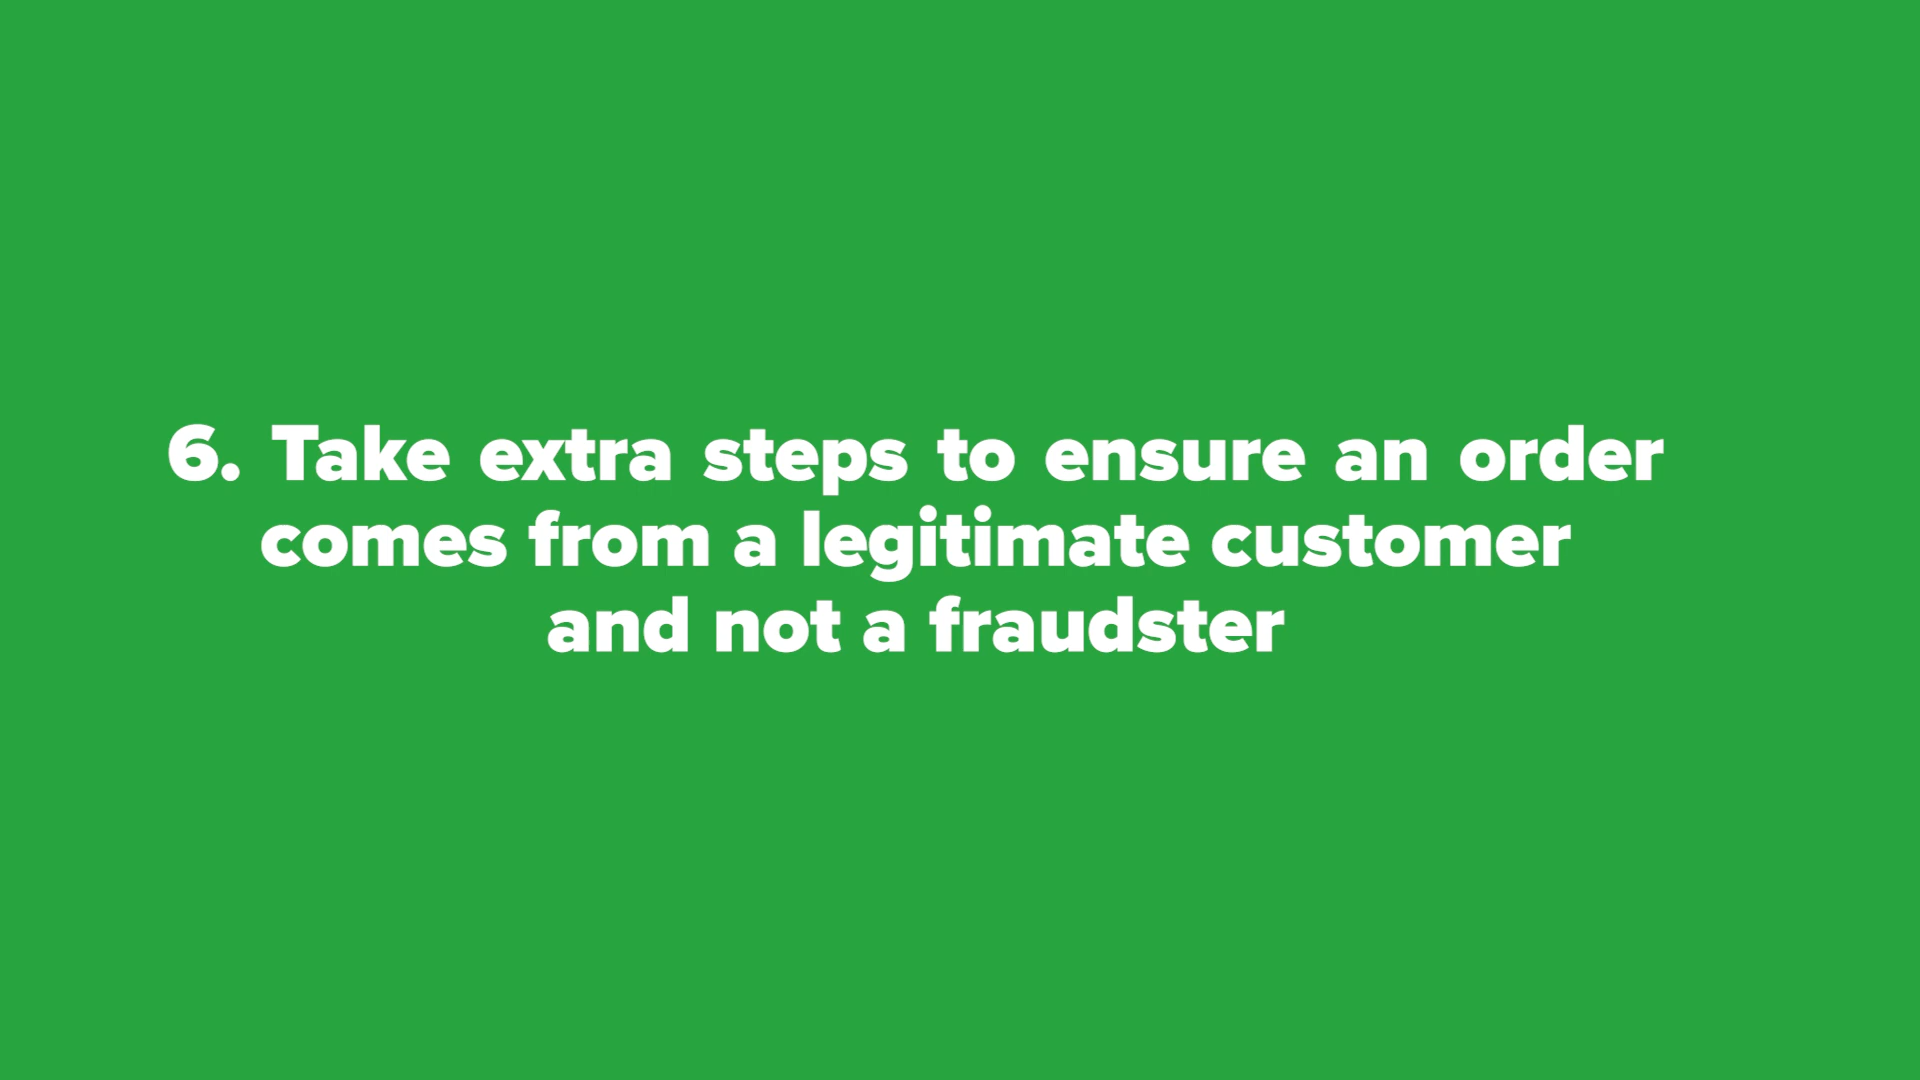 6. Take extra steps to ensure an order
comes from a legitimate customer
and not a fraudster